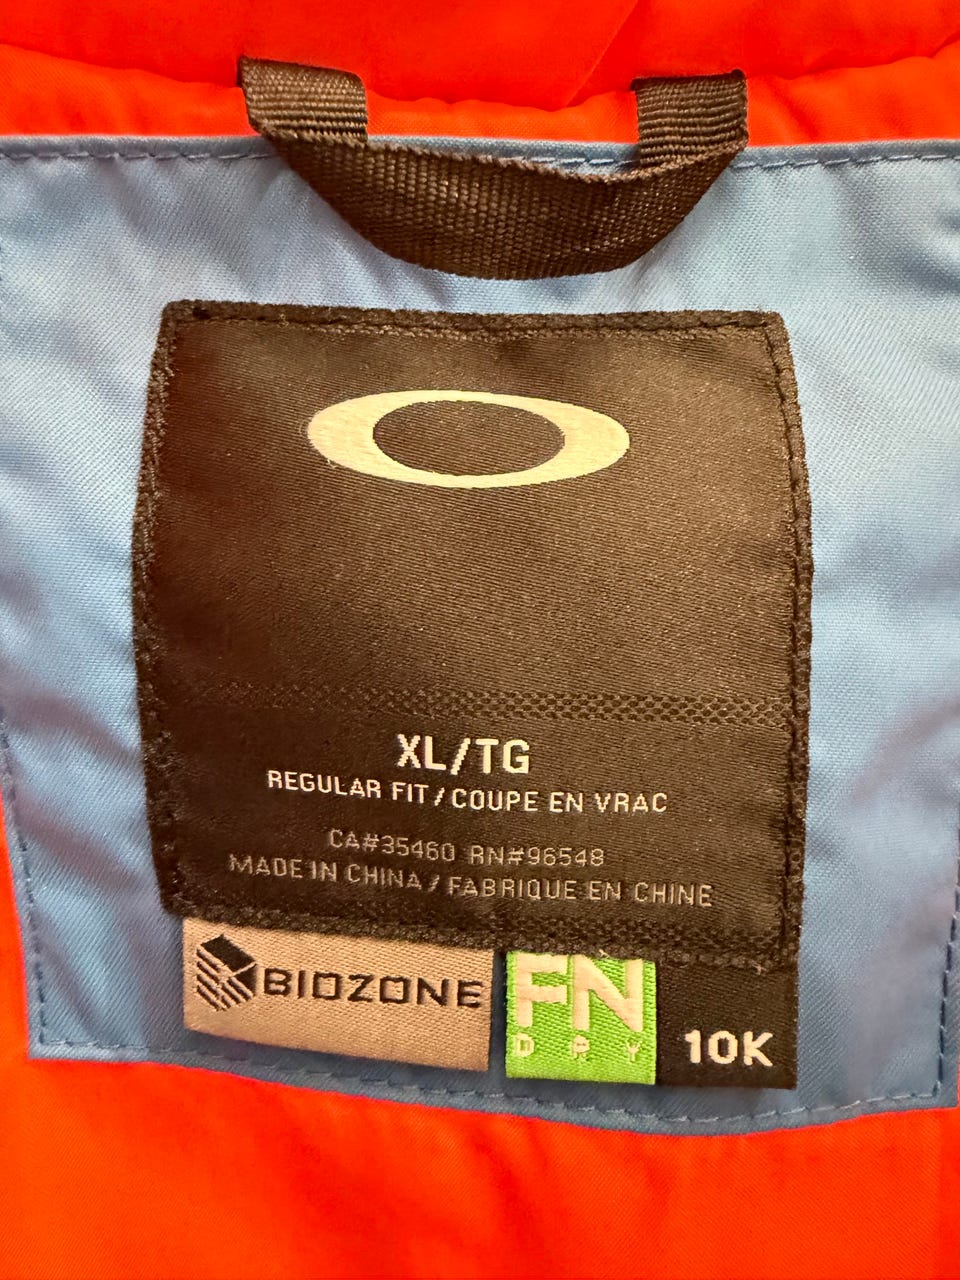 XL/TG
REGULAR FIT/COUPE EN VRAC
CA#35460 RN#96548
MADE IN CHINA/FABRIQUE EN CHINE
BIOZONE
FN
DRY
10K